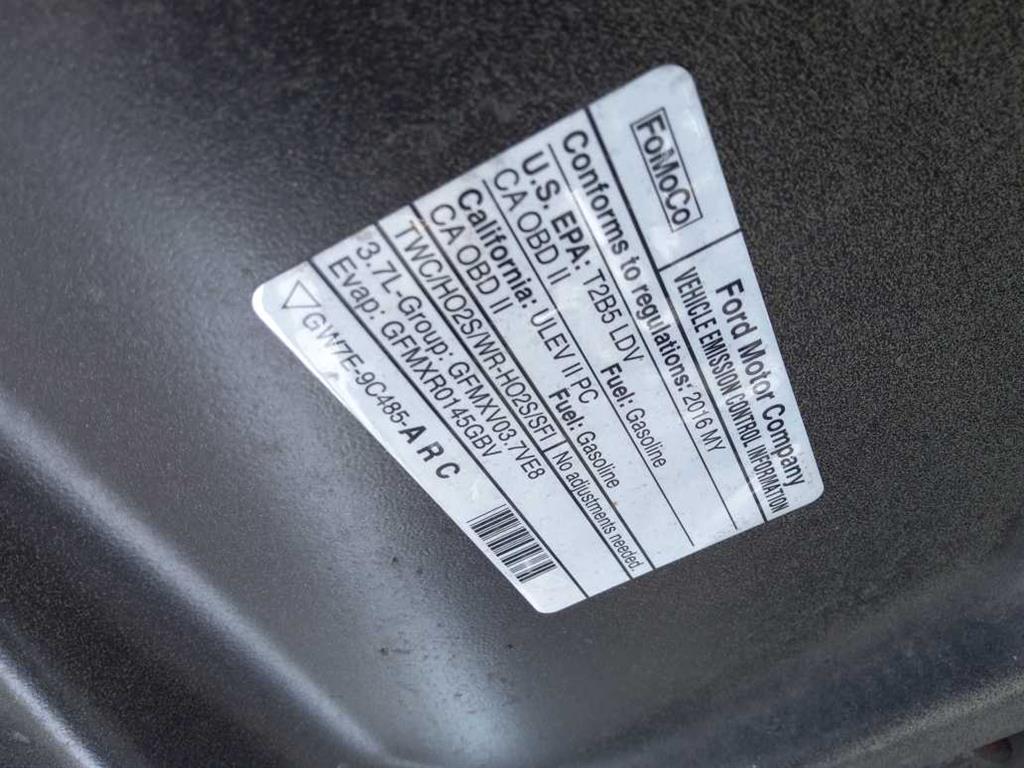 FoMoCo
Ford Motor Company
VEHICLE EMISSION CONTROL INFORMATION
Conforms to regulations: 2016 MY
U.S. EPA: T2B5 LDV Fuel: Gasoline
CA OBD II
California: ULEV II PC Fuel: Gasoline
CA OBD II
TWC/HO2S/WR-HO2S/SFI No adjustments needed.
3.7L-Group: GFMXV03.7VE8
Evap: GFMXR0145GBV
GW7E-9C485-A R C